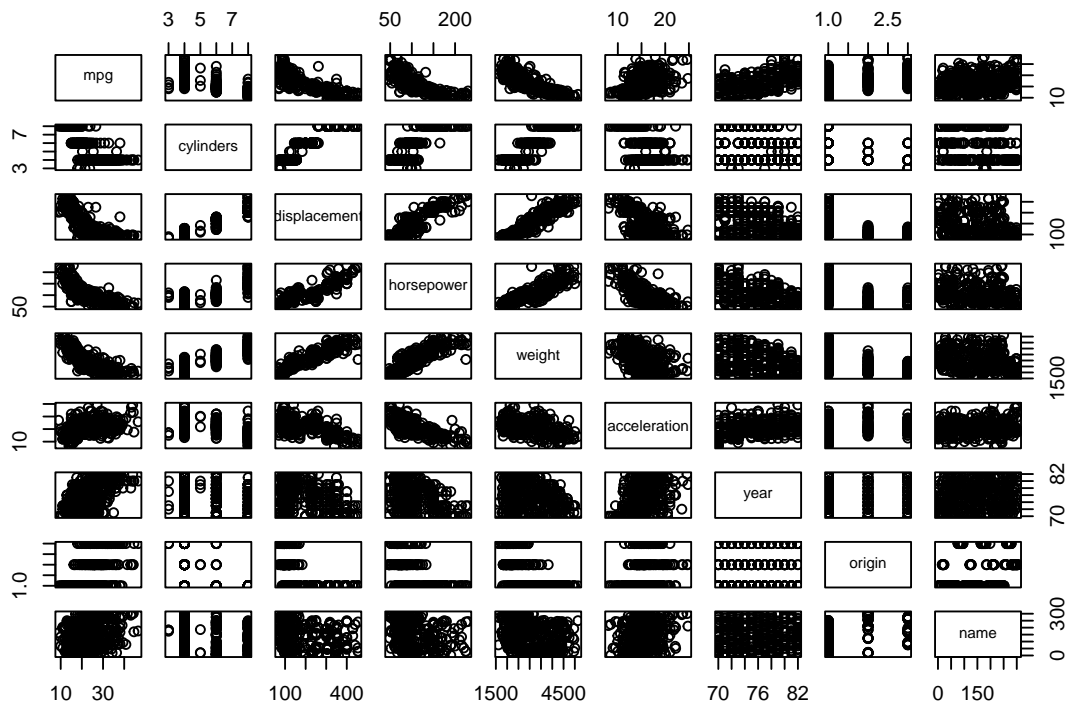 3 5 7 50 200 10 20 1.0 2.5
mpg
10
3 7
cylinders
displacement
100
50
horsepower
weight
1500
10
acceleration
year
70 82
1.0
origin
name
0 300
10 30 100 400 1500 4500 70 76 82 0 150